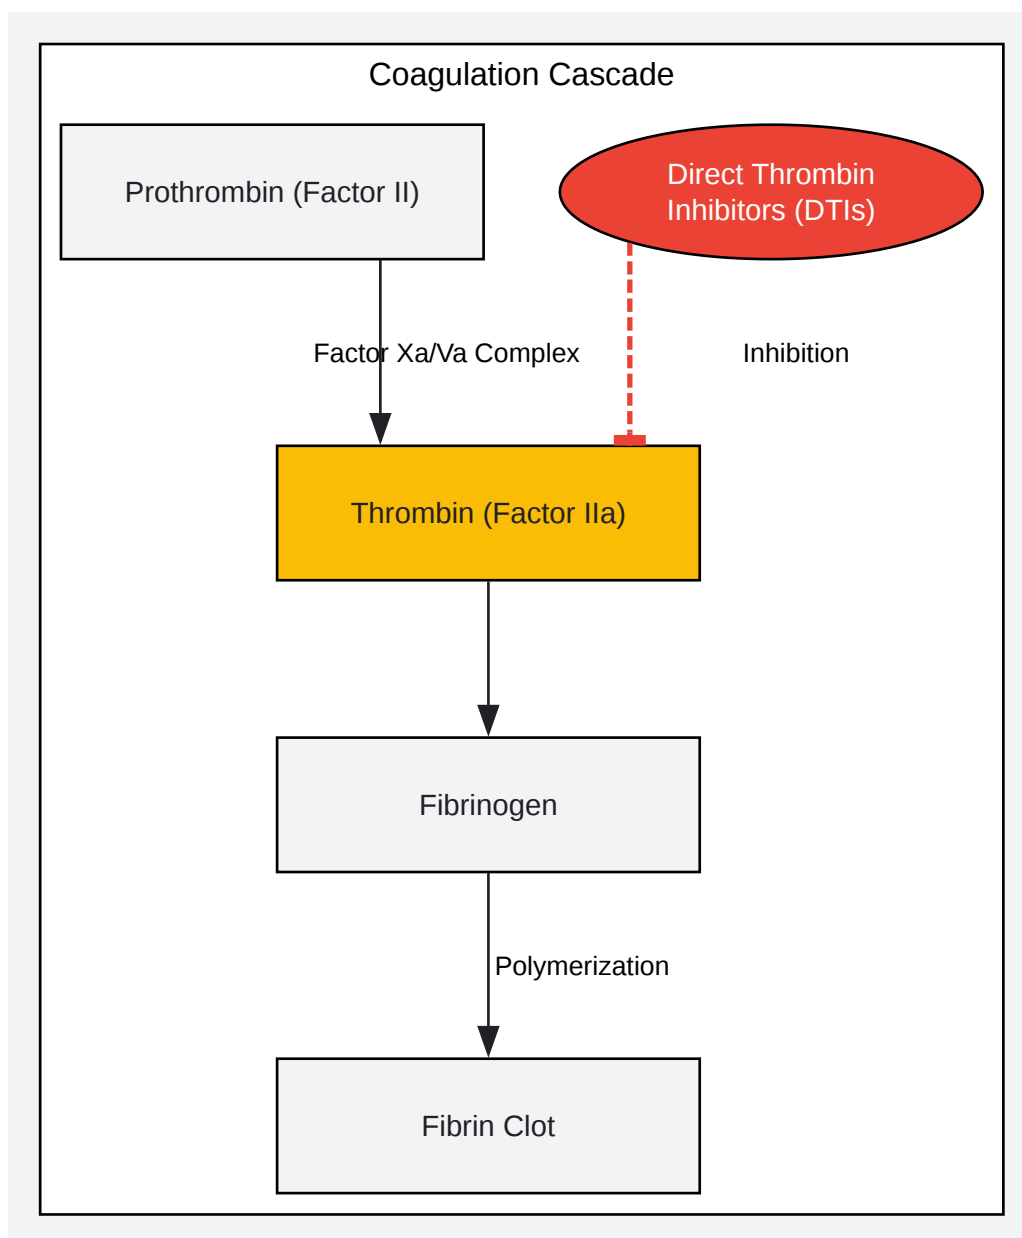 Coagulation Cascade
Prothrombin (Factor II)
Direct Thrombin
Inhibitors (DTIs)
Factor Xa/Va Complex
Inhibition
Thrombin (Factor IIa)
Fibrinogen
Polymerization
Fibrin Clot